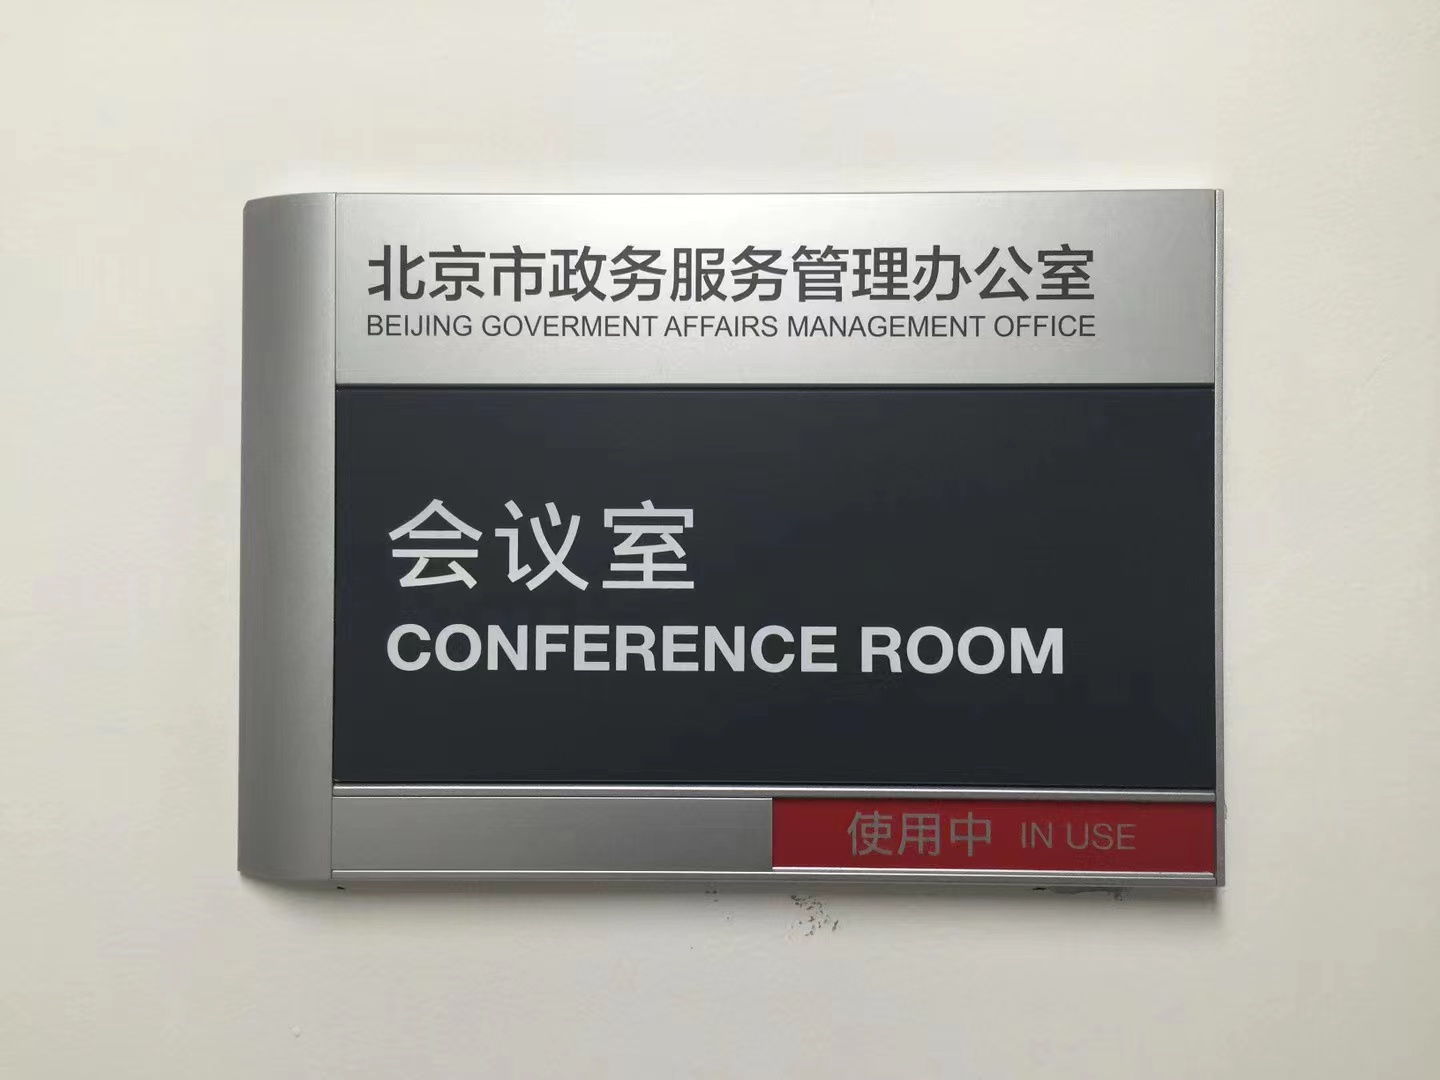 北京市政务服务管理办公室
BEIJING GOVERMENT AFFAIRS MANAGEMENT OFFICE
会议室
CONFERENCE ROOM
使用中 IN USE